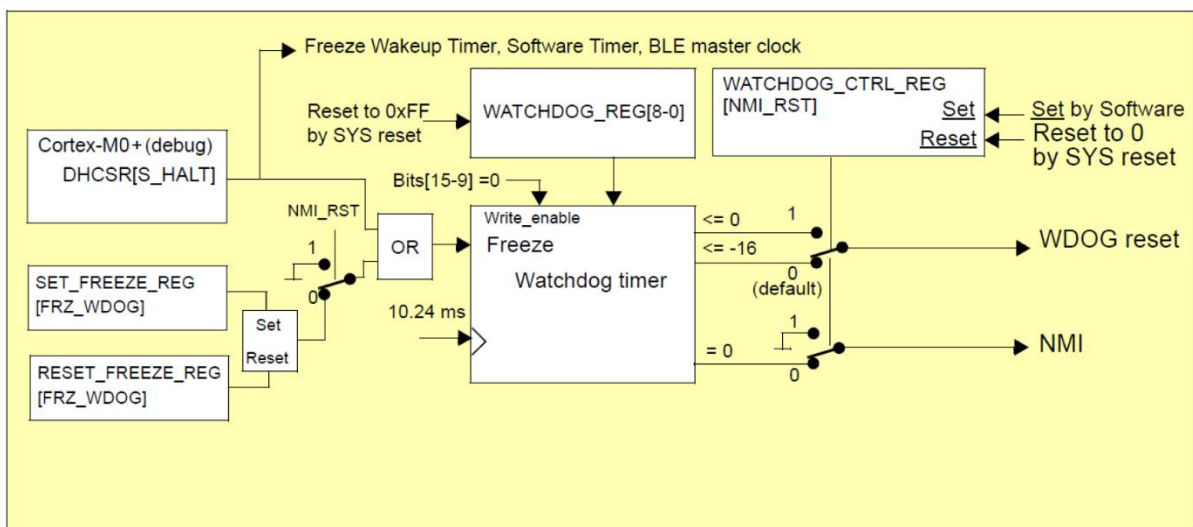 Freeze Wakeup Timer, Software Timer, BLE master clock
Cortex-M0+(debug)
DHCSR[S_HALT]
Reset to 0xFF
by SYS reset
WATCHDOG_REG[8-0]
WATCHDOG_CTRL_REG
[NMI_RST]
Set
Reset
Set by Software
Reset to 0
by SYS reset
Bits[15-9] =0
NMI_RST
1
0
OR
SET_FREEZE_REG
[FRZ_WDOG]
RESET_FREEZE_REG
[FRZ_WDOG]
Set
Reset
10.24 ms
Write_enable
Freeze
Watchdog timer
<= 0
<= -16
= 0
1
0
(default)
WDOG reset
1
0
NMI